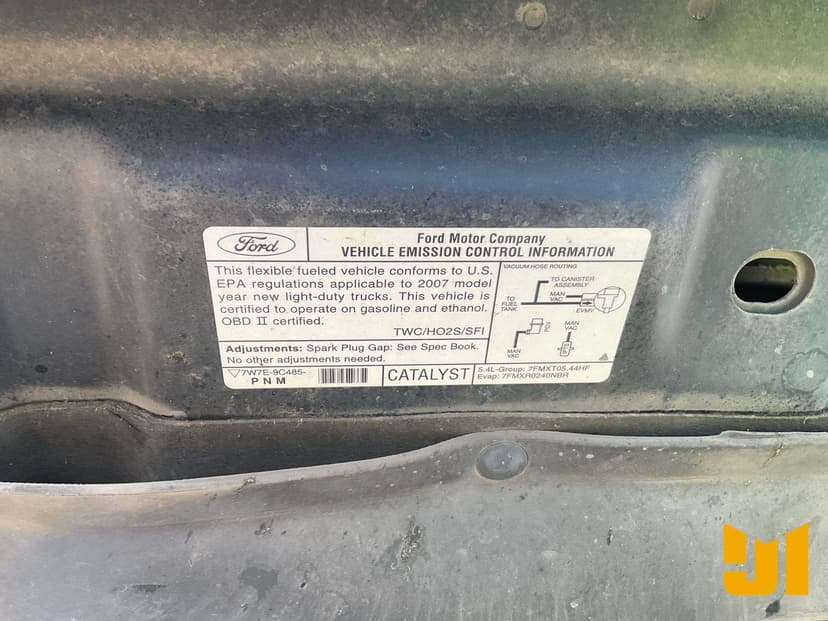 Ford
Ford Motor Company
VEHICLE EMISSION CONTROL INFORMATION
This flexible fueled vehicle conforms to U.S.
EPA regulations applicable to 2007 model
year new light-duty trucks. This vehicle is
certified to operate on gasoline and ethanol.
OBD II certified.
TWC/HO2S/SFI
VACUUM HOSE ROUTING
TO CANISTER
ASSEMBLY
TO
FUEL
TANK
MAN
VAC
EVMV
MAN
VAC
MAN
VAC
Adjustments: Spark Plug Gap: See Spec Book.
No other adjustments needed.
7W7E-9C485-
PNM
CATALYST
5.4L-Group: 7FMXT05.44HF
Evap: 7FMXR0240NBR